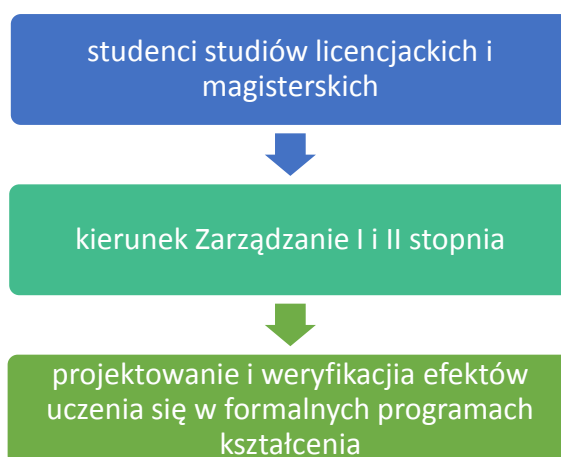 studenci studiów licencjackich i
magisterskich
kierunek Zarządzanie I i II stopnia
projektowanie i weryfikacjia efektów
uczenia się w formalnych programach
kształcenia